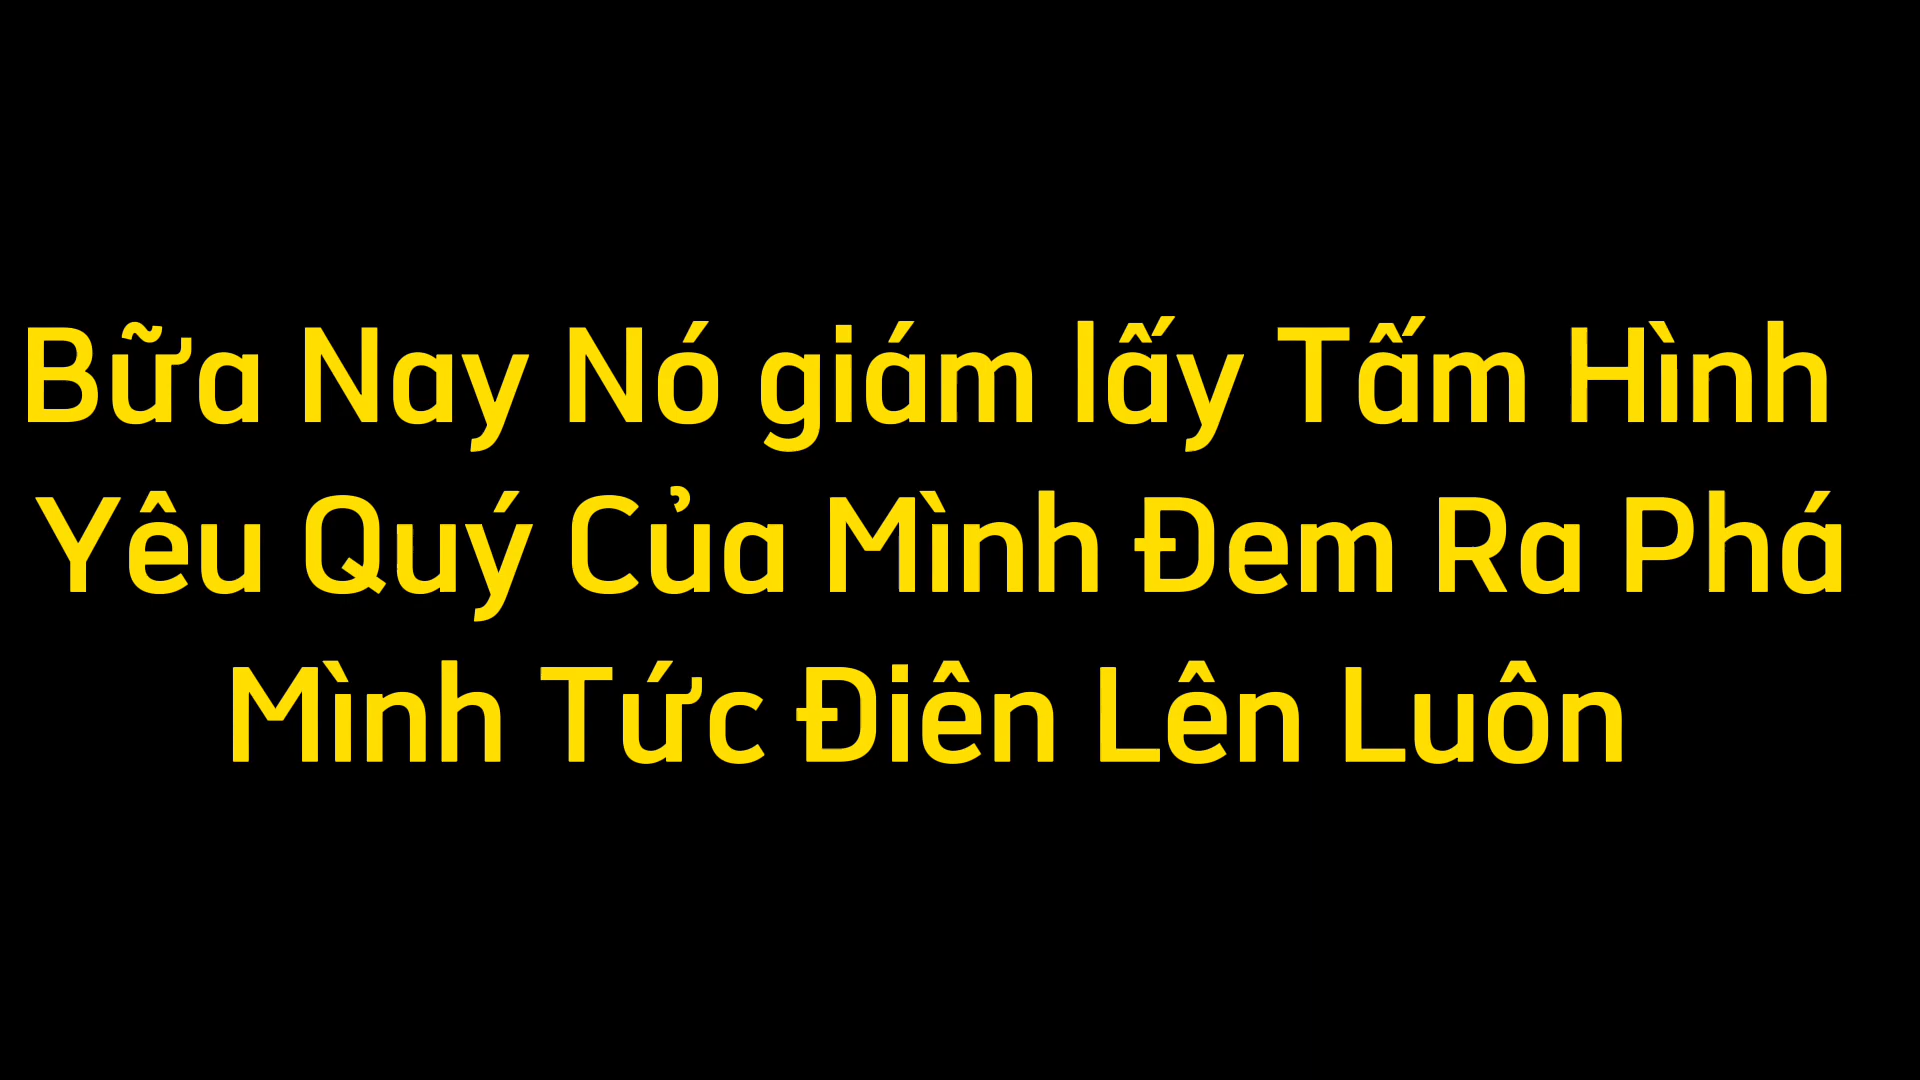 Bữa Nay Nó giám lấy Tấm Hình
Yêu Quý Của Mình Đem Ra Phá
Mình Tức Điên Lên Luôn